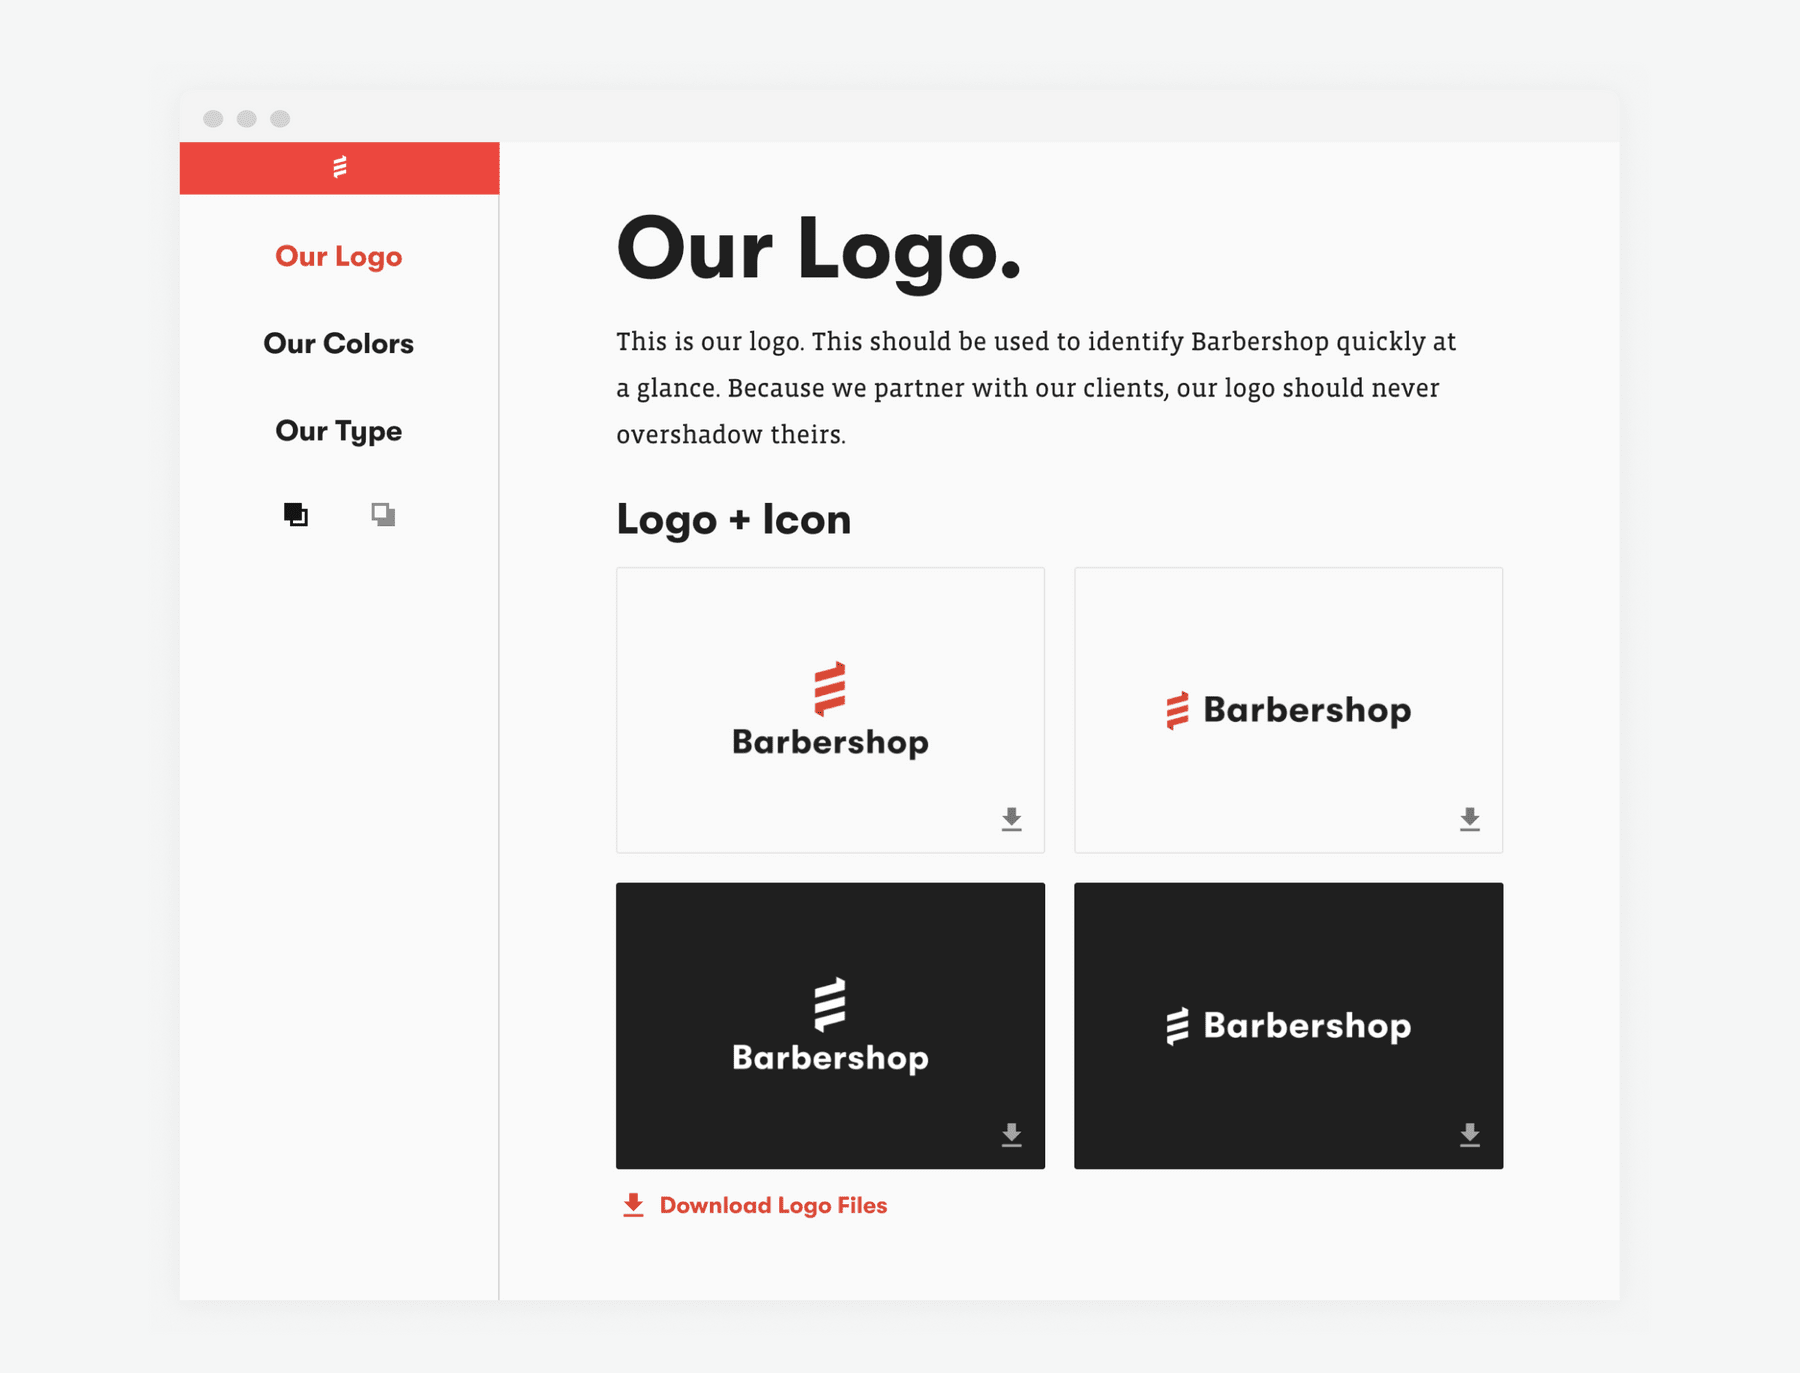 Our Logo
Our Colors
Our Type
Our Logo.
This is our logo. This should be used to identify Barbershop quickly at
a glance. Because we partner with our clients, our logo should never
overshadow theirs.
Logo + Icon
Barbershop
Barbershop
Barbershop
Barbershop
Download Logo Files